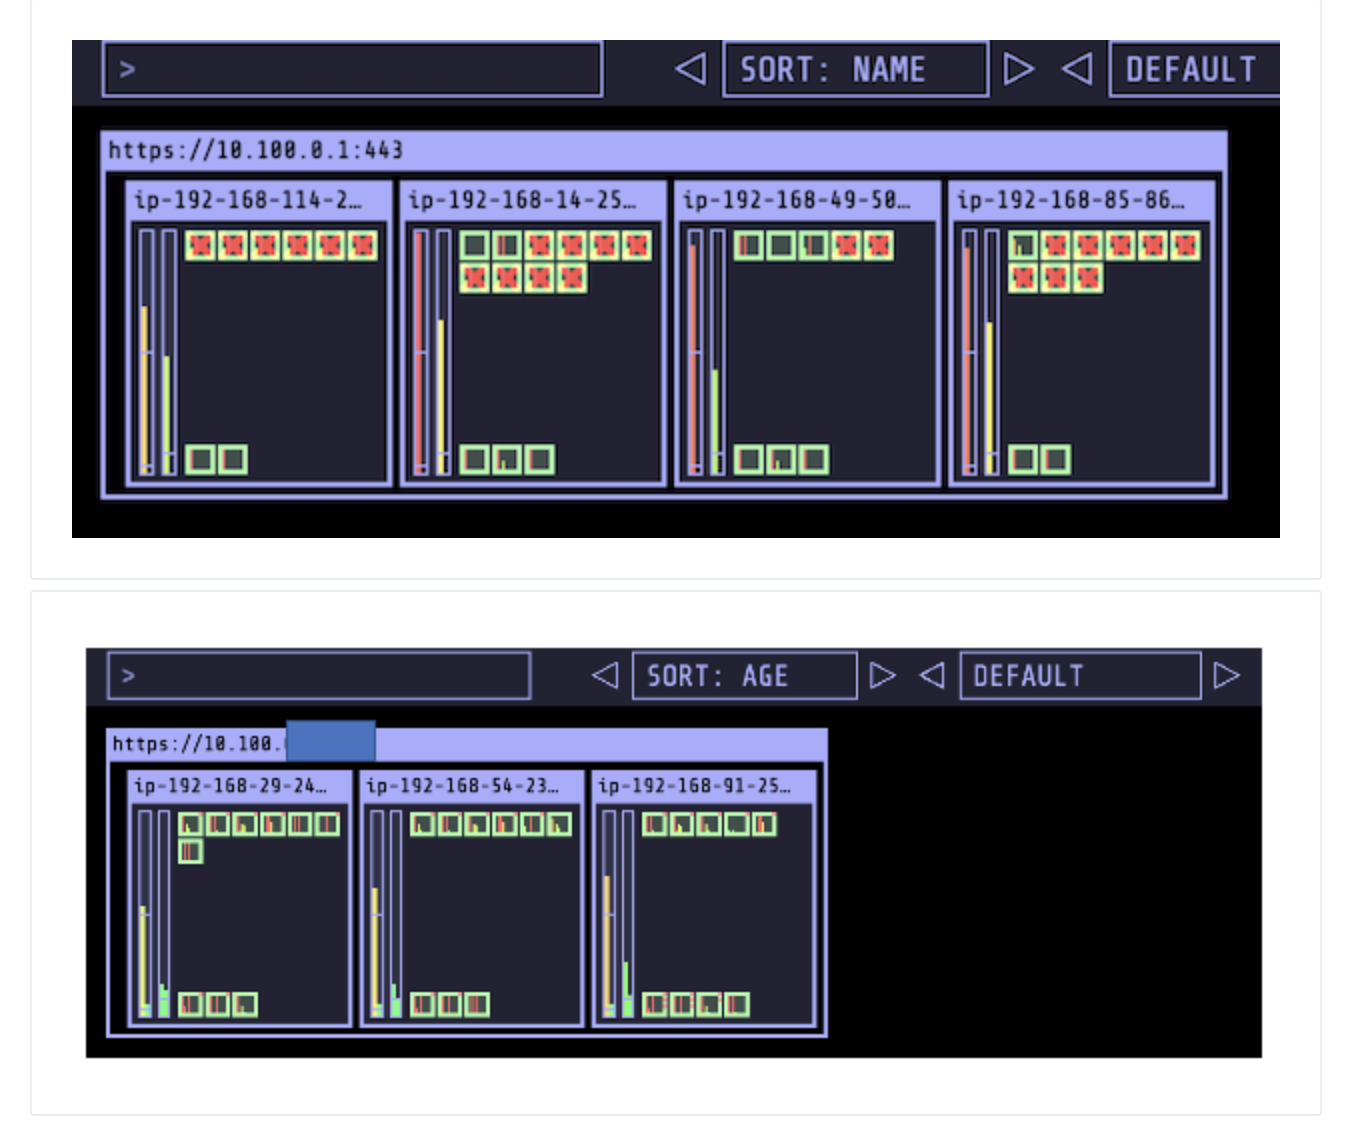 >
SORT: NAME
DEFAULT
https://10.100.0.1:443
ip-192-168-114-2…
ip-192-168-14-25…
ip-192-168-49-50…
ip-192-168-85-86…
>
SORT: AGE
DEFAULT
https://10.100.
ip-192-168-29-24…
ip-192-168-54-23…
ip-192-168-91-25…